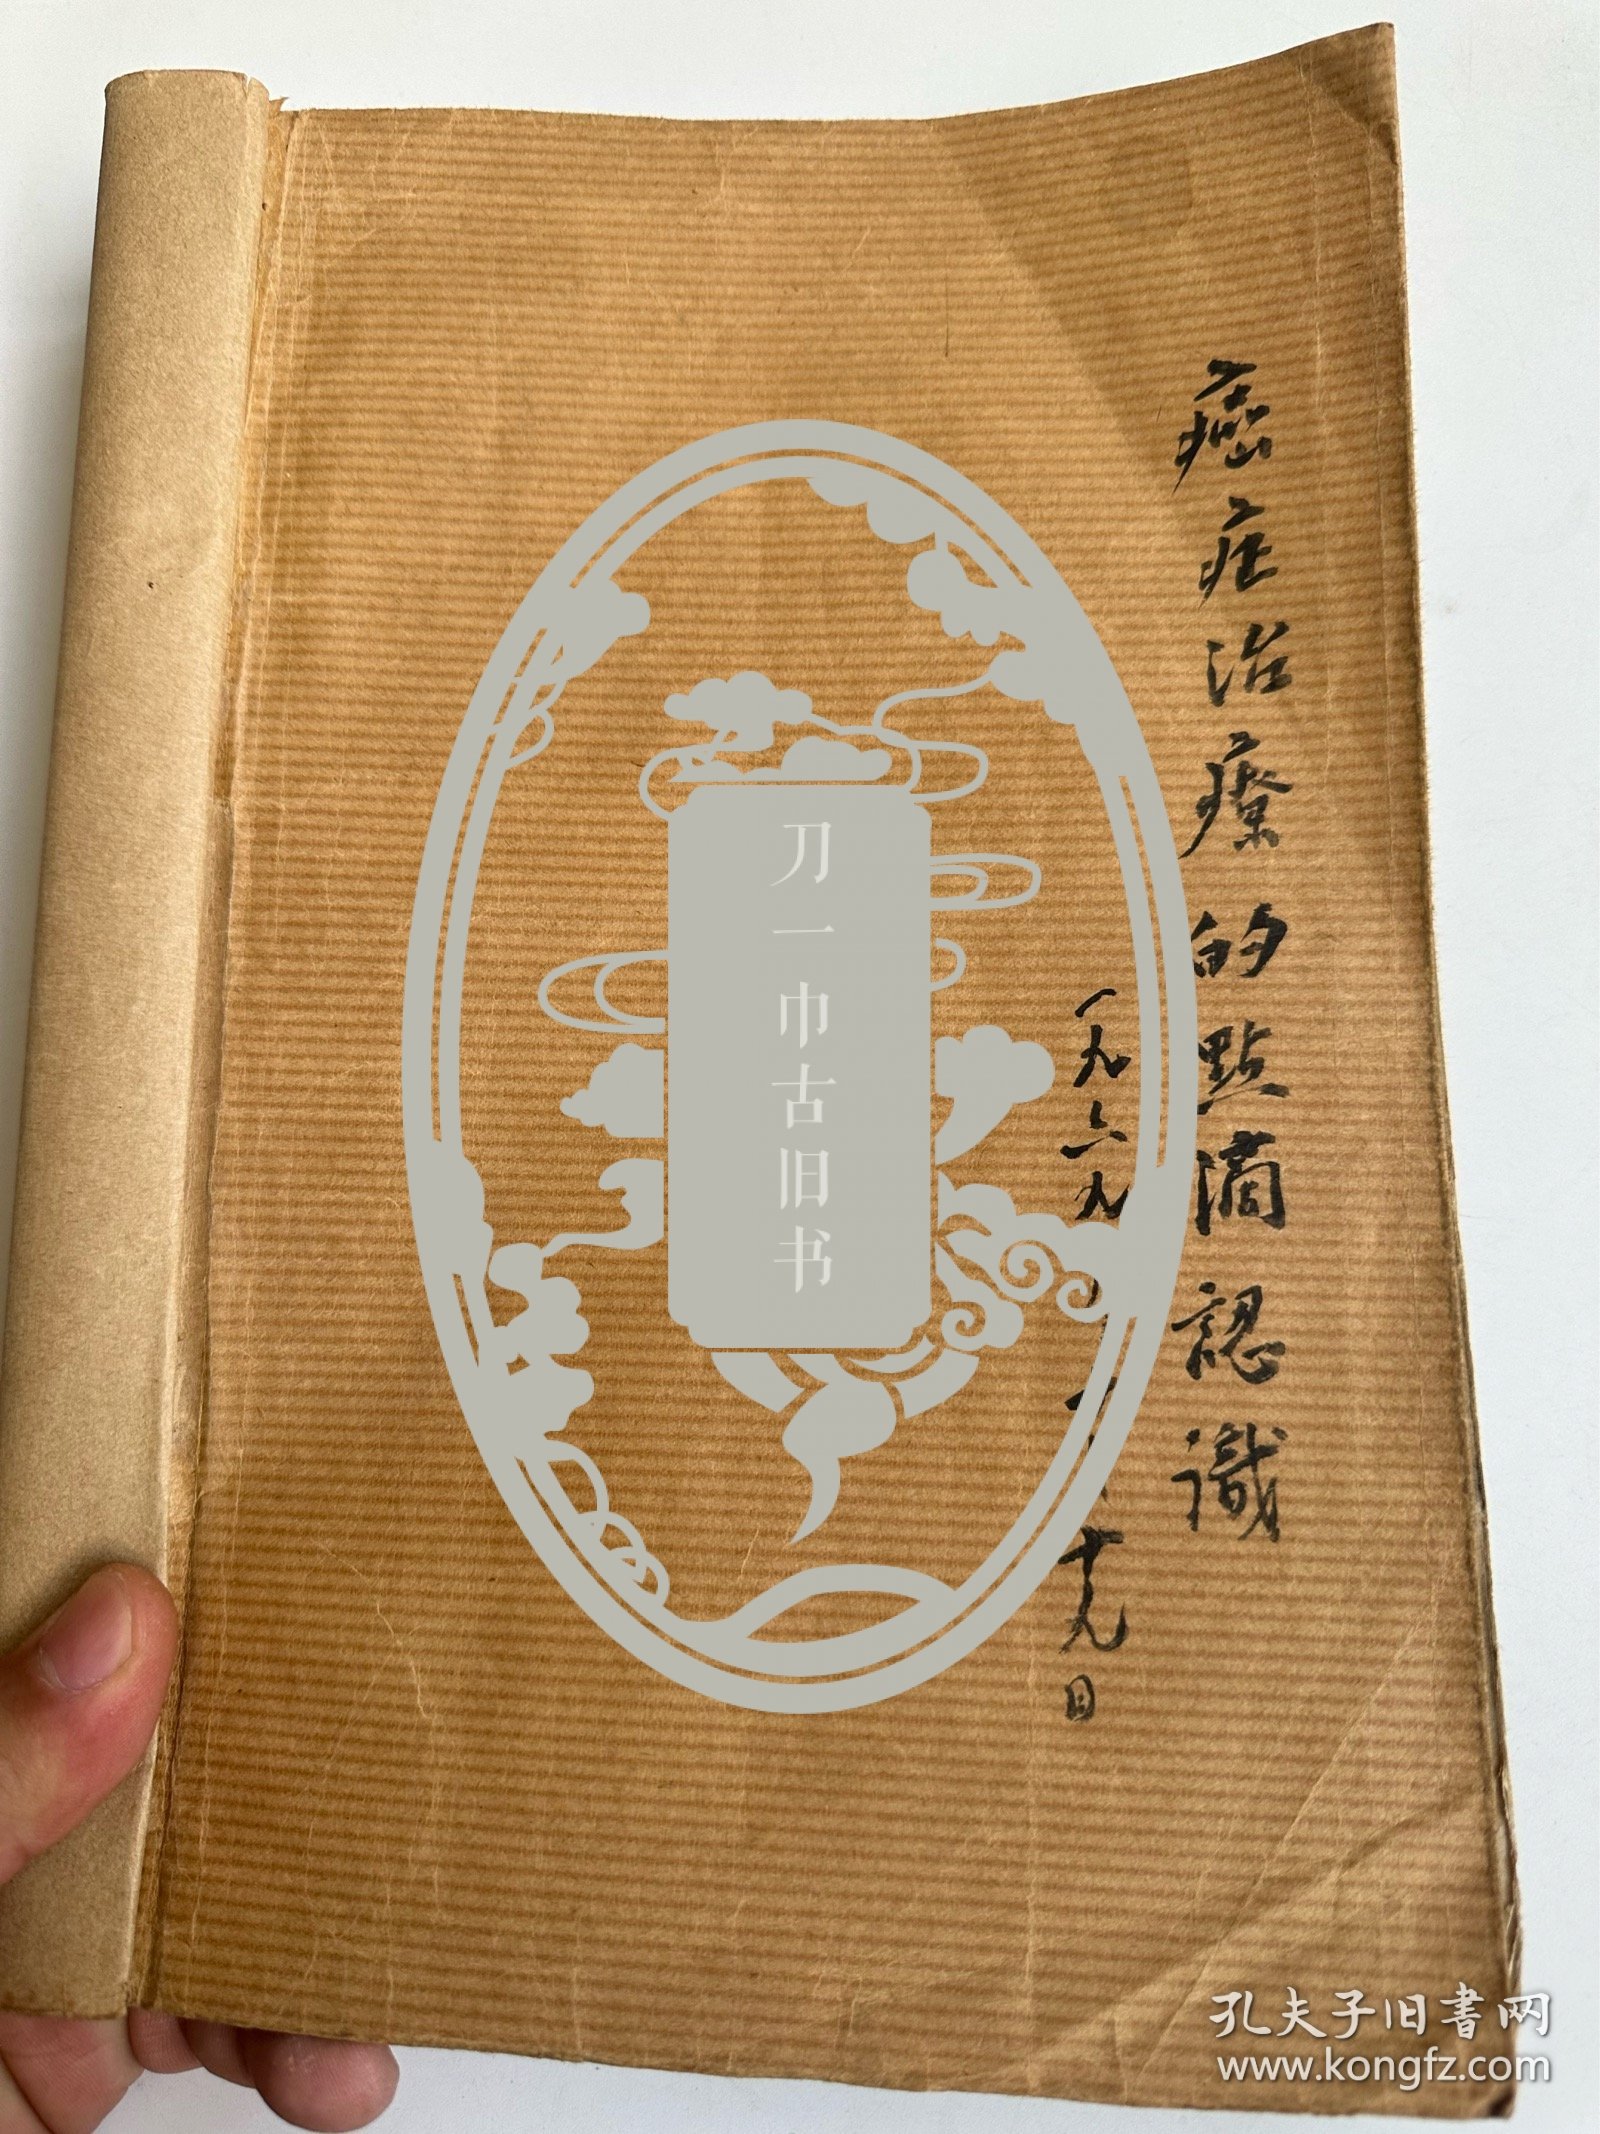 癌症治療的點滴認識
一九六九
十九日
刀一巾古旧书
孔夫子旧書网
www.kongfz.com